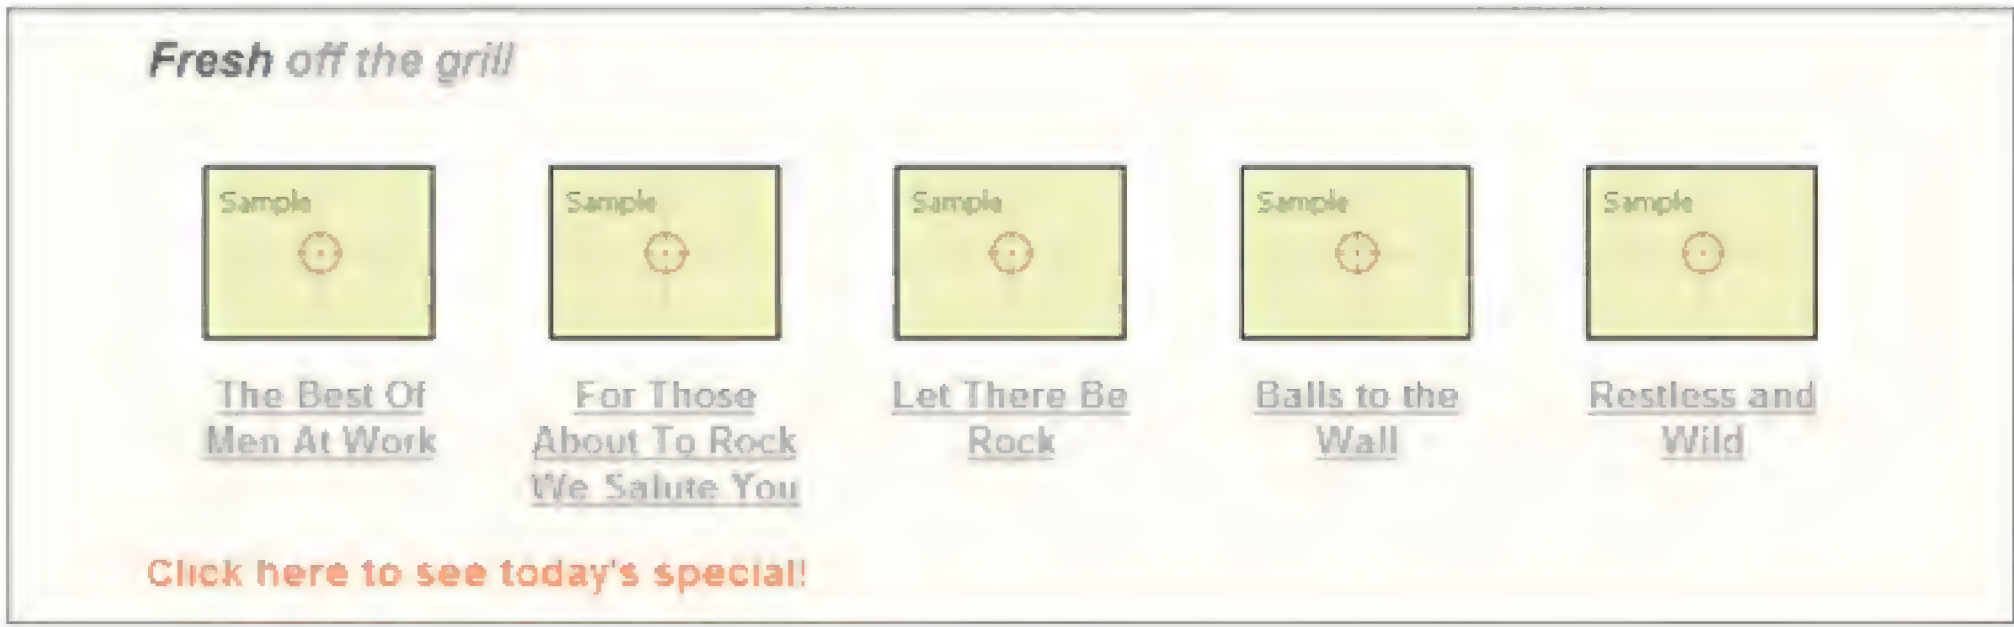 Fresh off the grill
Sample Sample Sample Sample Sample
The Best Of
Men At Work
For Those
About To Rock
We Salute You
Let There Be
Rock
Balls to the
Wall
Restless and
Wild
Click here to see today's special!